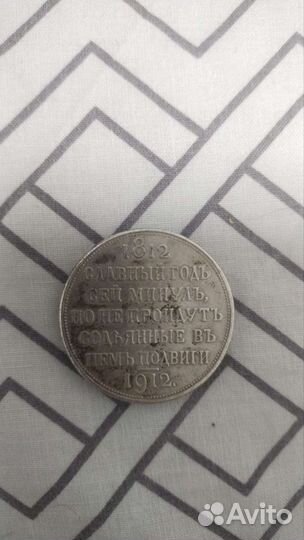 1812
СЛАВНЫЙ ГОДЪ
СЕЙ МИНУЛЪ,
НО НЕ ПРОЙДУТЪ
СОДѢЯННЫЕ ВЪ
НЕМЪ ПОДВИГИ
1912.
Avito